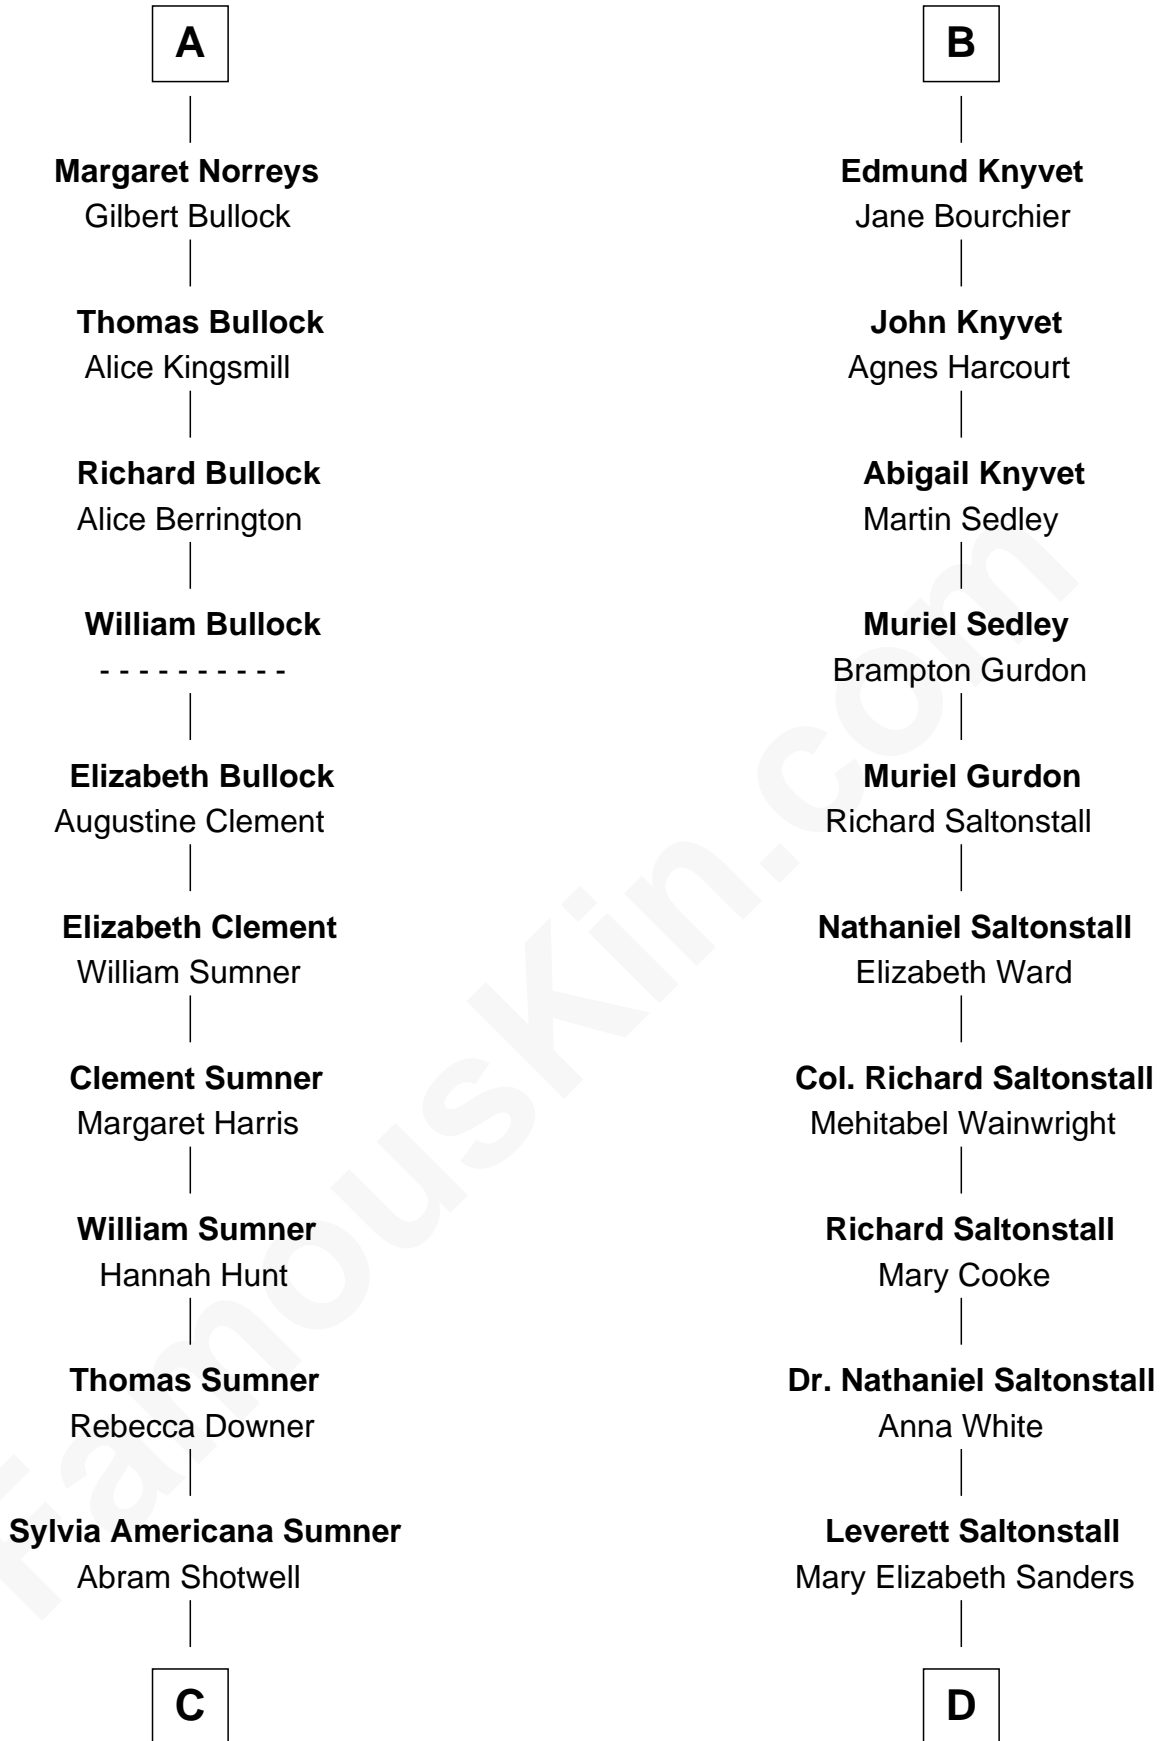 A
Margaret Norreys
Gilbert Bullock
Thomas Bullock
Alice Kingsmill
Richard Bullock
Alice Berrington
William Bullock
- - - - - - - - - -
Elizabeth Bullock
Augustine Clement
Elizabeth Clement
William Sumner
Clement Sumner
Margaret Harris
William Sumner
Hannah Hunt
Thomas Sumner
Rebecca Downer
Sylvia Americana Sumner
Abram Shotwell
C
B
Edmund Knyvet
Jane Bourchier
John Knyvet
Agnes Harcourt
Abigail Knyvet
Martin Sedley
Muriel Sedley
Brampton Gurdon
Muriel Gurdon
Richard Saltonstall
Nathaniel Saltonstall
Elizabeth Ward
Col. Richard Saltonstall
Mehitabel Wainwright
Richard Saltonstall
Mary Cooke
Dr. Nathaniel Saltonstall
Anna White
Leverett Saltonstall
Mary Elizabeth Sanders
D
FamousKin.com